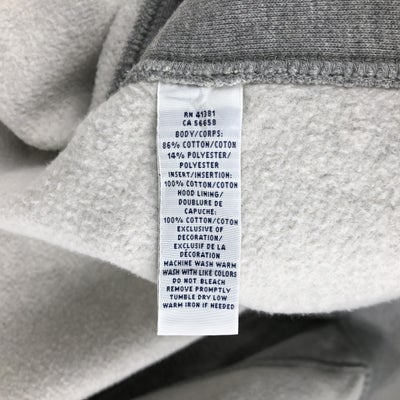 RN 41381
CA 56658
BODY/CORPS:
86% COTTON/COTON
14% POLYESTER/
POLYESTER
INSERT/INSERTION:
100% COTTON/COTON
HOOD LINING/
DOUBLURE DE
CAPUCHE:
100% COTTON/COTON
EXCLUSIVE OF
DECORATION/
EXCLUSIF DE LA
DÉCORATION
MACHINE WASH WARM
WASH WITH LIKE COLORS
DO NOT BLEACH
REMOVE PROMPTLY
TUMBLE DRY LOW
WARM IRON IF NEEDED